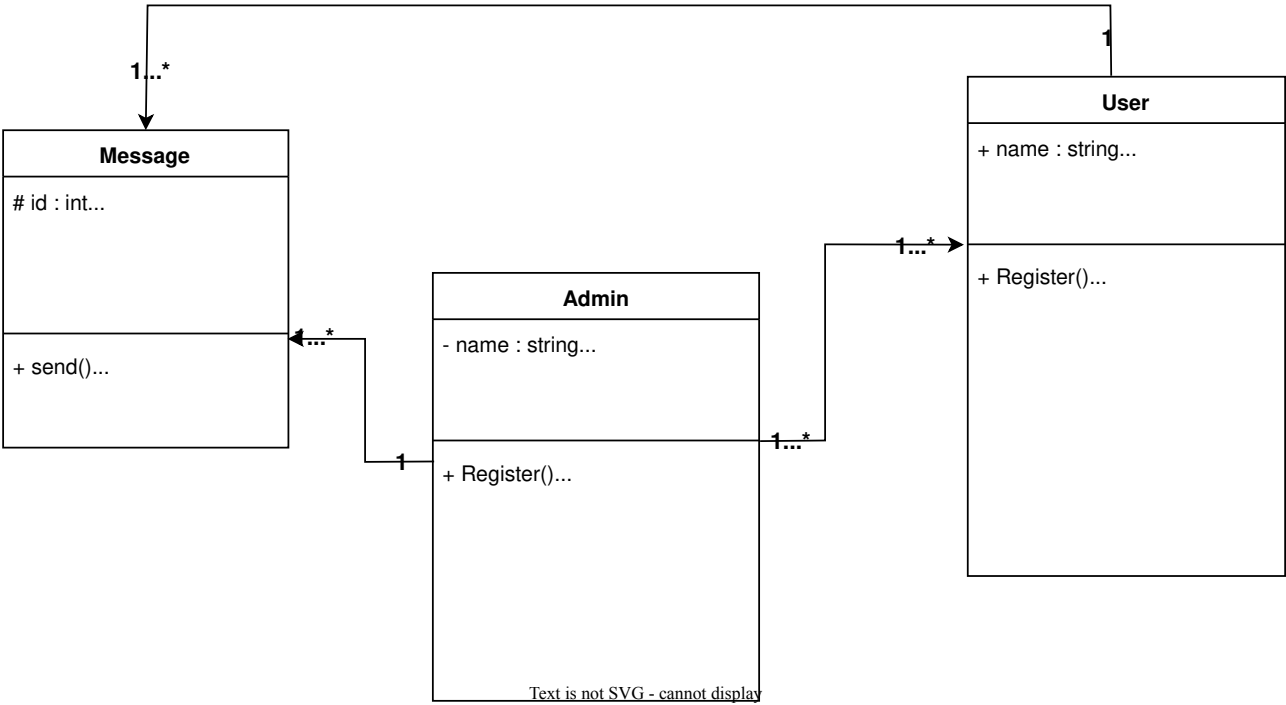 1
1...*
User
+ name : string...
Message
# id : int...
1...*
+ Register()...
Admin
1...*
- name : string...
+ send()...
1...*
1
+ Register()...
Text is not SVG - cannot display